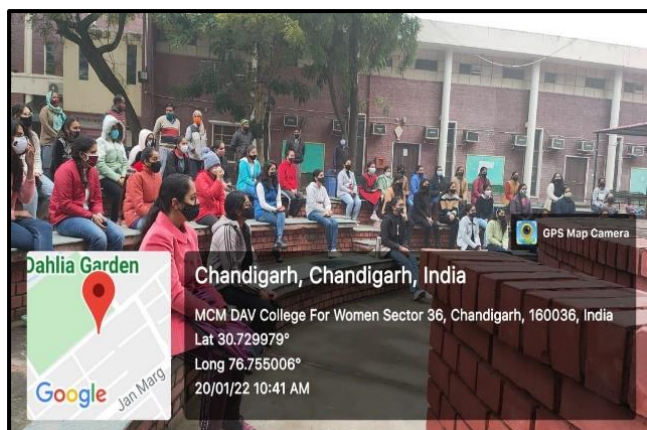 GPS Map Camera
Dahlia Garden
Jan Marg
Google
Chandigarh, Chandigarh, India
MCM DAV College For Women Sector 36, Chandigarh, 160036, India
Lat 30.729979°
Long 76.755006°
20/01/22 10:41 AM